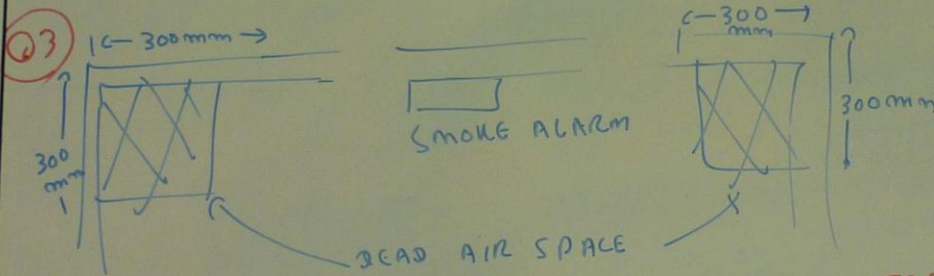 Q3
300mm
300
mm
300
mm
300mm
SMOKE ALARM
DEAD AIR SPACE